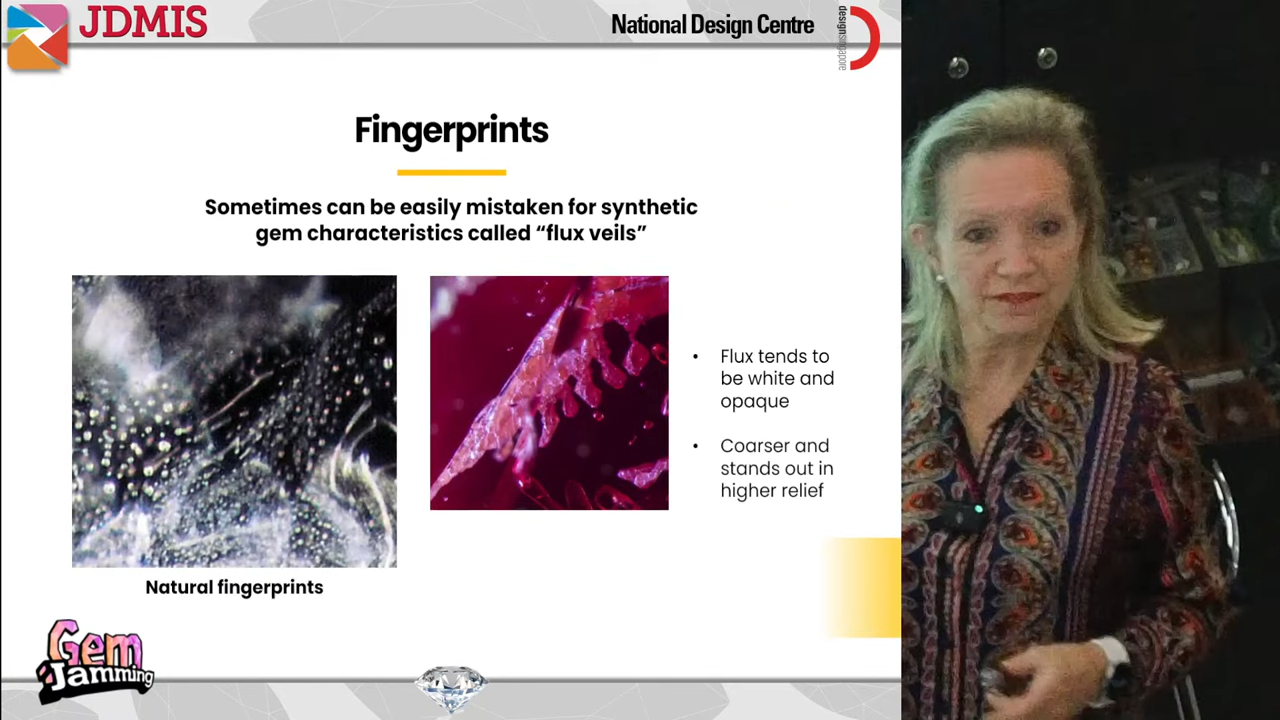 JDMIS
National Design Centre
designsingapore
Fingerprints
Sometimes can be easily mistaken for synthetic
gem characteristics called “flux veils”
• Flux tends to
be white and
opaque
• Coarser and
stands out in
higher relief
Natural fingerprints
Gem
Jamming